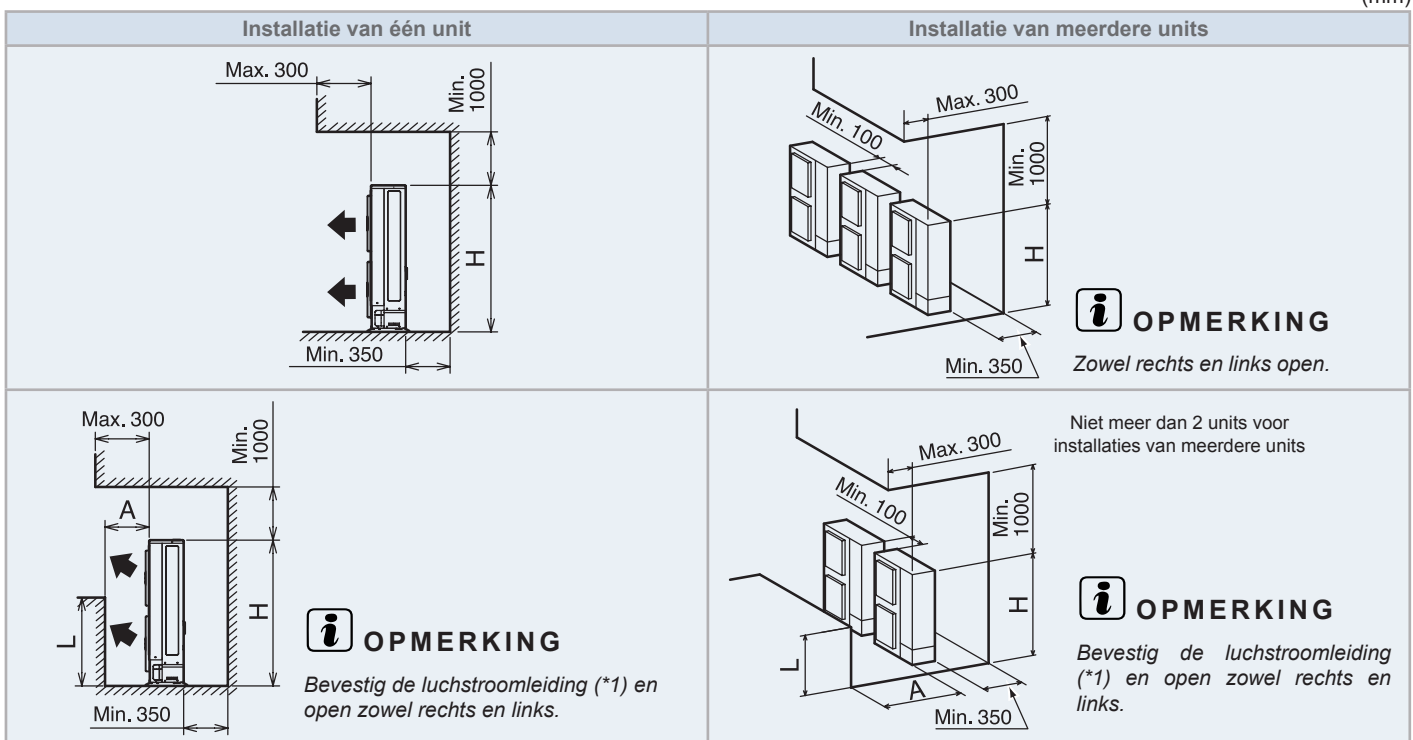 (mm)
Installatie van één unit
Installatie van meerdere units
Max. 300
Min.
1000
H
Min. 350
Max. 300
Min. 100
Min.
1000
H
Min. 350
OPMERKING
Zowel rechts en links open.
Max. 300
Min.
1000
A
L
H
Min. 350
OPMERKING
Bevestig de luchstroomleiding (*1) en
open zowel rechts en links.
Niet meer dan 2 units voor
installaties van meerdere units
Max. 300
Min. 100
Min.
1000
H
L
A
Min. 350
OPMERKING
Bevestig de luchstroomleiding
(*1) en open zowel rechts en
links.